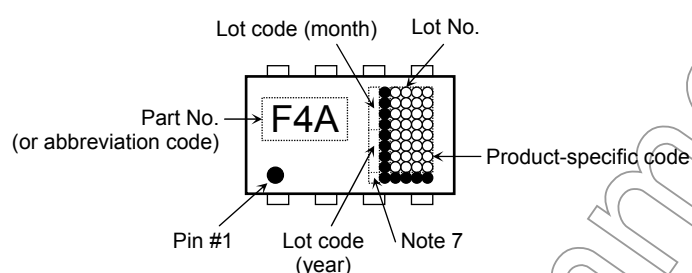 Lot code (month)
Lot No.
Part No.
(or abbreviation code)
F4A
Product-specific code
Pin #1
Lot code
(year)
Note 7